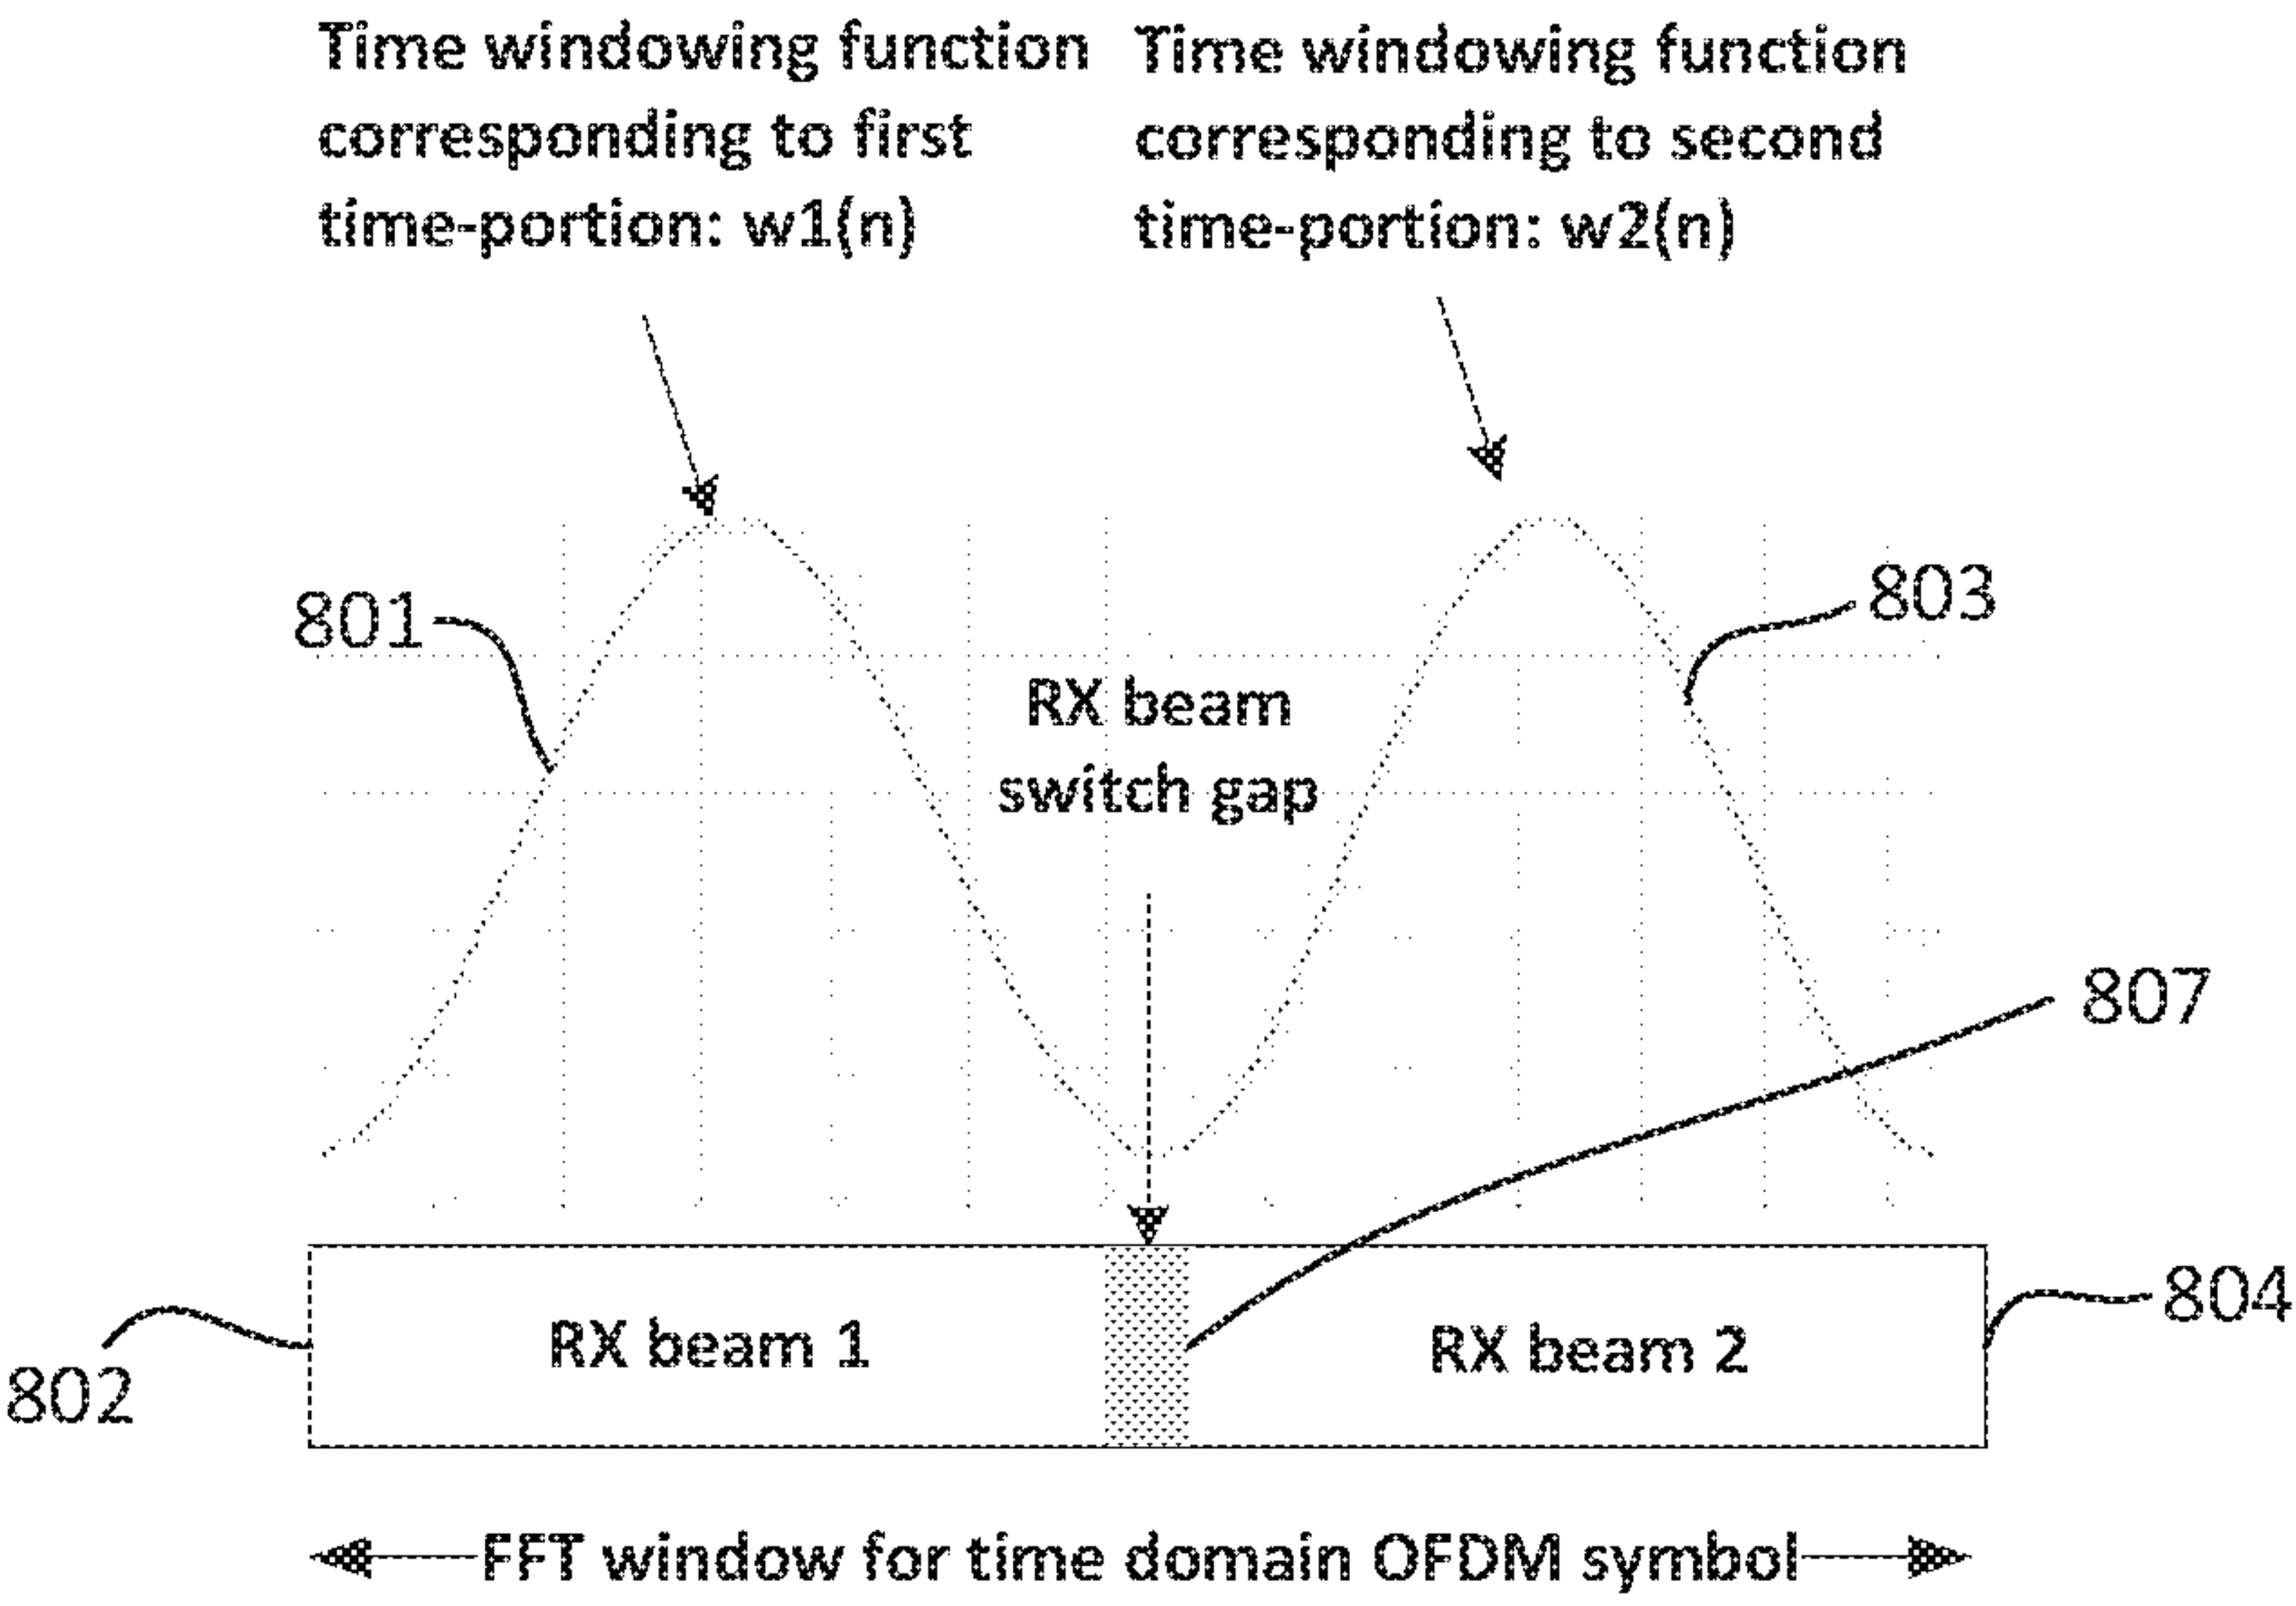 Time windowing function
corresponding to first
time-portion: w1(n)
Time windowing function
corresponding to second
time-portion: w2(n)
801
803
RX beam
switch gap
807
802
RX beam 1
RX beam 2
804
FFT window for time domain OFDM symbol